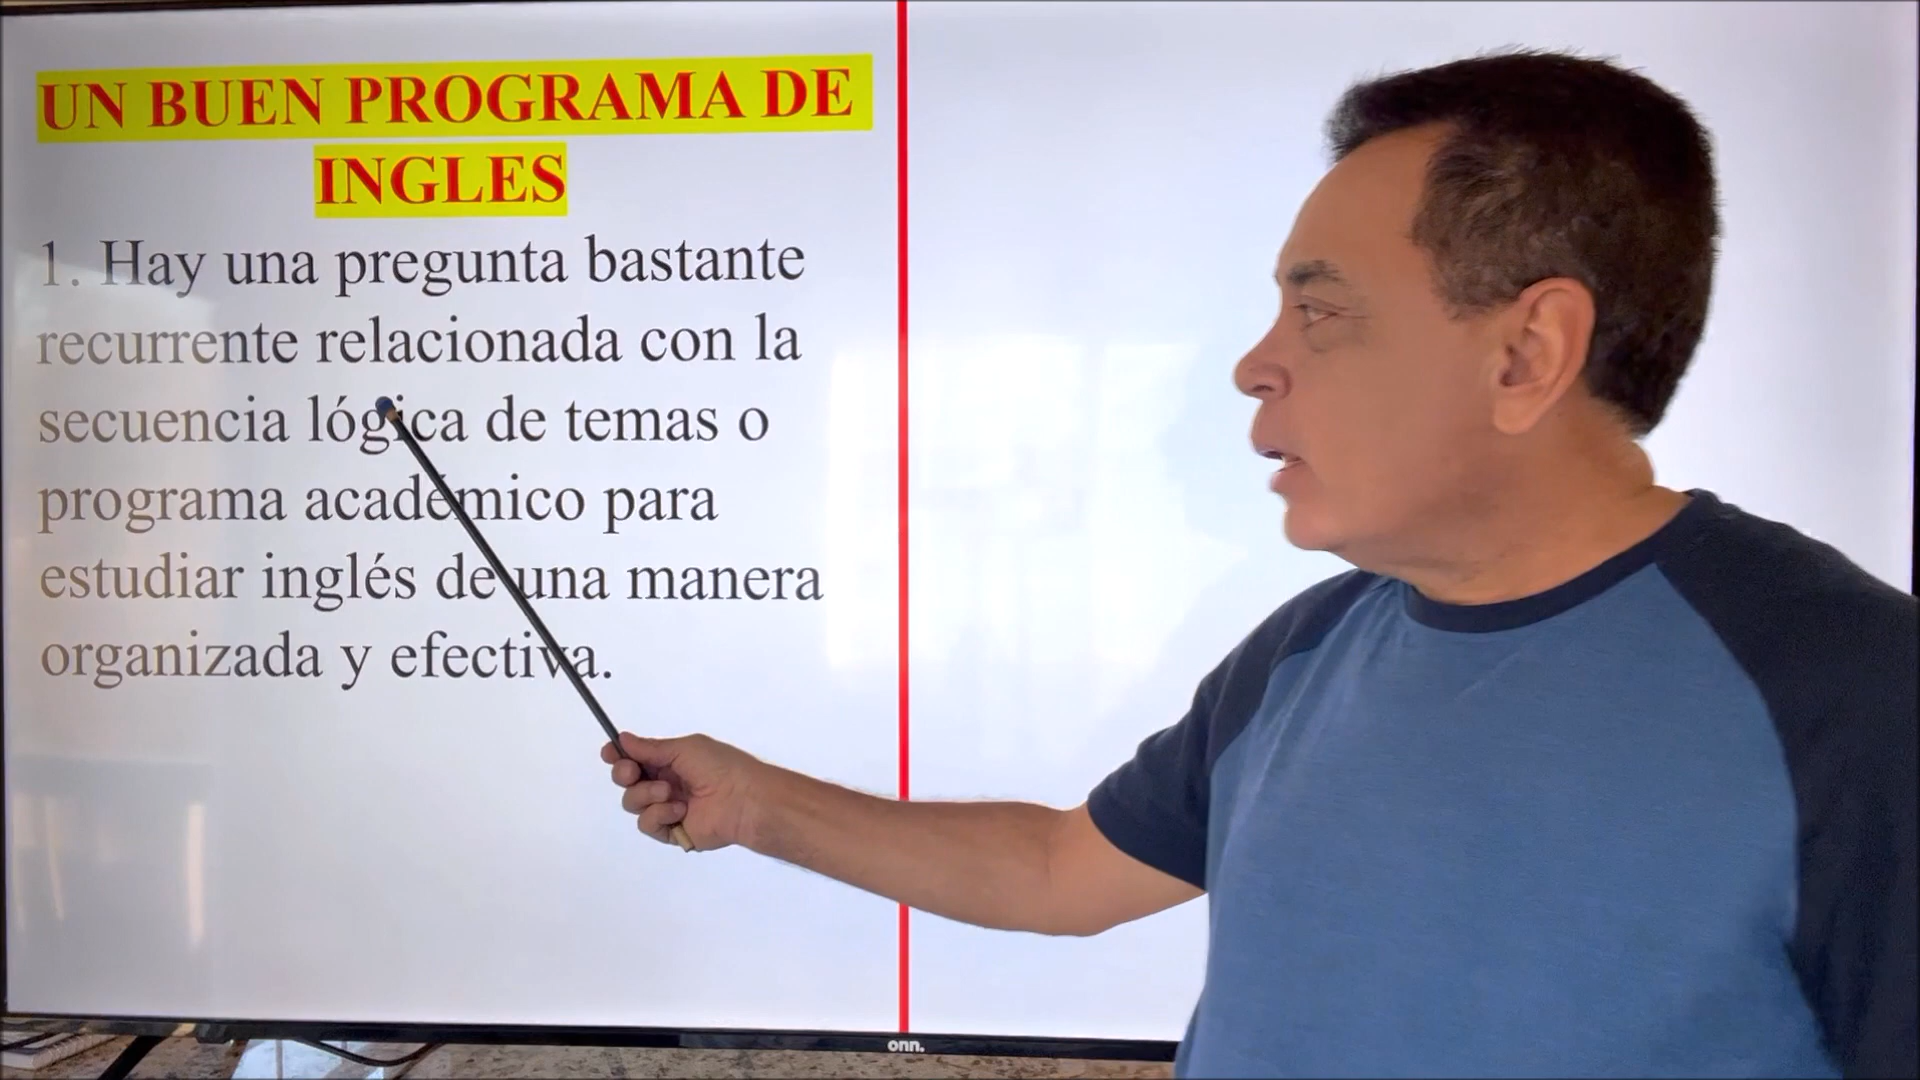 UN BUEN PROGRAMA DE
INGLES
1. Hay una pregunta bastante
recurrente relacionada con la
secuencia lógica de temas o
programa académico para
estudiar inglés de una manera
organizada y efectiva.
onn.